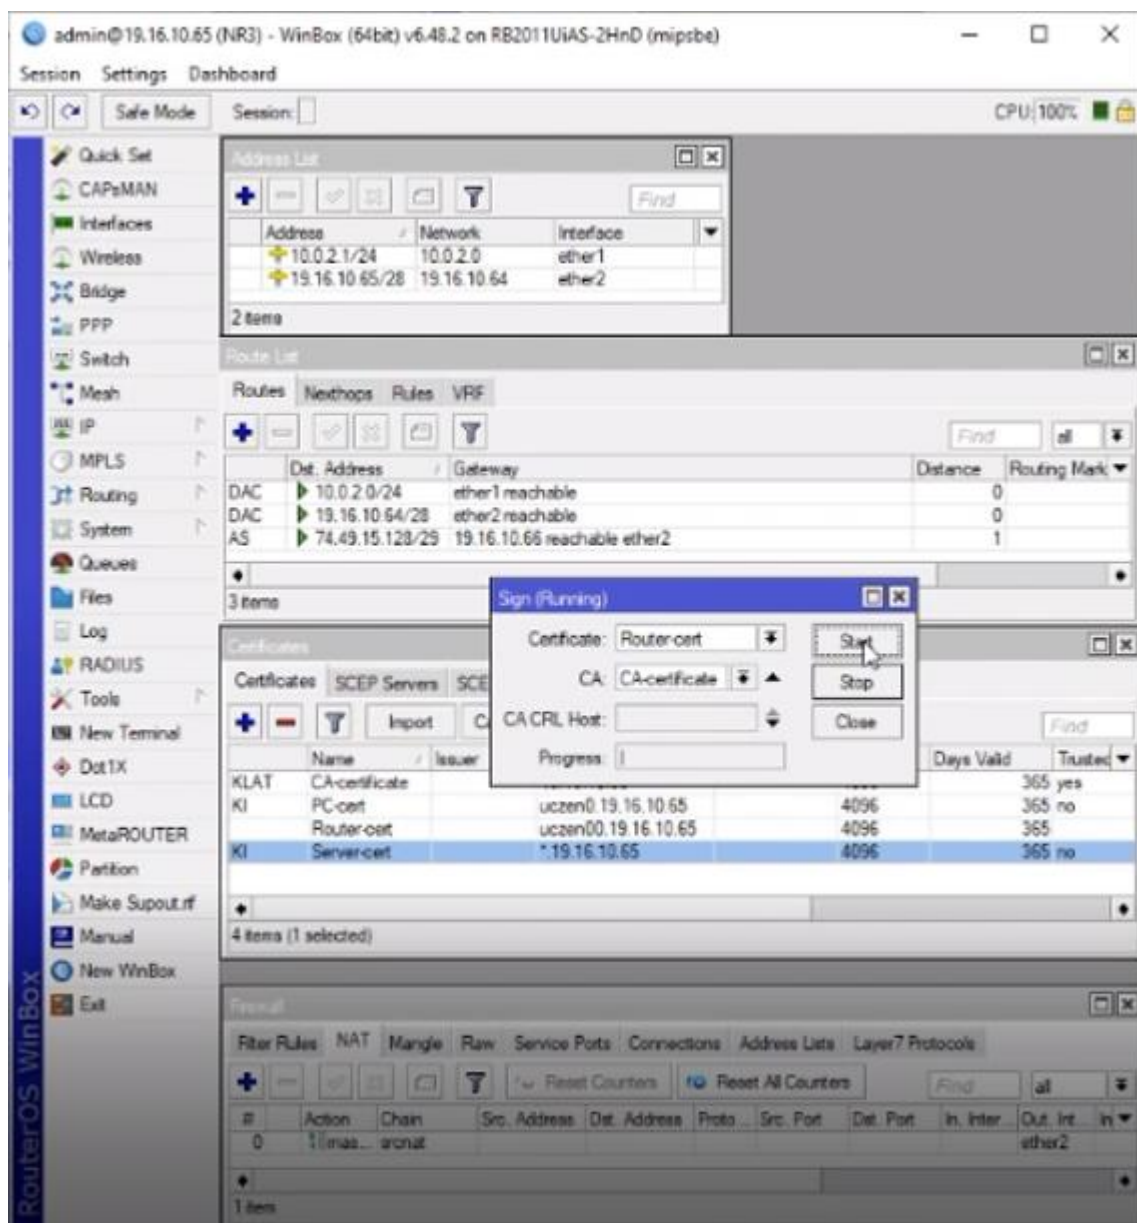 admin@19.16.10.65 (NR3) - WinBox (64bit) v6.48.2 on RB2011UiAS-2HnD (mipsbe)
Session Settings Dashboard
Safe Mode Session: CPU: 100%
Quick Set
CAPsMAN
Interfaces
Wireless
Bridge
PPP
Switch
Mesh
IP
MPLS
Routing
System
Queues
Files
Log
RADIUS
Tools
New Terminal
Dot1X
LCD
MetaROUTER
Partition
Make Supout.rif
Manual
New WinBox
Exit
RouterOS WinBox
Address List
Find
Address Network Interface
10.0.2.1/24 10.0.2.0 ether1
19.16.10.65/28 19.16.10.64 ether2
2 items
Route List
Routes Nexthops Rules VRF
Find all
Dst. Address Gateway Distance Routing Mark
DAC 10.0.2.0/24 ether1 reachable 0
DAC 19.16.10.64/28 ether2 reachable 0
AS 74.49.15.128/29 19.16.10.66 reachable ether2 1
3 items
Sign (Running)
Certificate: Router-cert Start
CA: CA-certificate Stop
CA CRL Host: Close
Progress:
Certificates
Certificates SCEP Servers SCE
Import CA Find
Name Issuer Days Valid Trusted
KLAT CA-certificate 365 yes
KI PC-cert uczen0.19.16.10.65 4096 365 no
Router-cert uczen00.19.16.10.65 4096 365
KI Server-cert *.19.16.10.65 4096 365 no
4 items (1 selected)
Firewall
Filter Rules NAT Mangle Raw Service Ports Connections Address Lists Layer7 Protocols
Reset Counters Reset All Counters Find all
# Action Chain Src. Address Dst. Address Proto... Src. Port Dst. Port In. Inter... Out. Int... In
0 mas... srcnat ether2
1 item